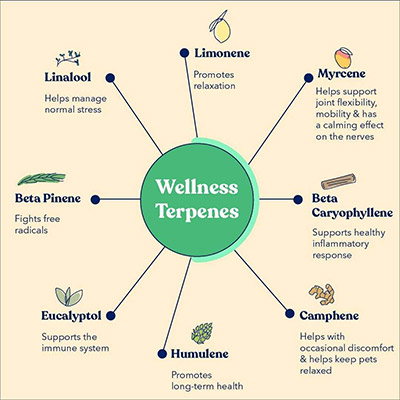 Wellness
Terpenes
Limonene
Promotes
relaxation
Myrcene
Helps support
joint flexibility,
mobility & has
a calming effect
on the nerves
Beta
Caryophyllene
Supports healthy
inflammatory
response
Camphene
Helps with
occasional discomfort
& helps keep pets
relaxed
Humulene
Promotes
long-term health
Eucalyptol
Supports the
immune system
Beta Pinene
Fights free
radicals
Linalool
Helps manage
normal stress